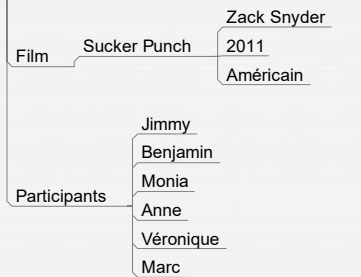 Film
Sucker Punch
Zack Snyder
2011
Américain
Participants
Jimmy
Benjamin
Monia
Anne
Véronique
Marc